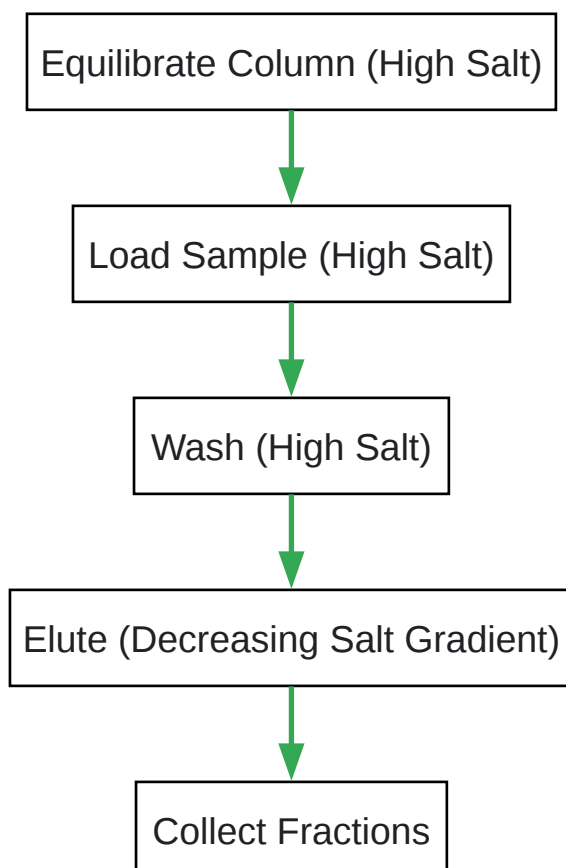 Equilibrate Column (High Salt)
Load Sample (High Salt)
Wash (High Salt)
Elute (Decreasing Salt Gradient)
Collect Fractions